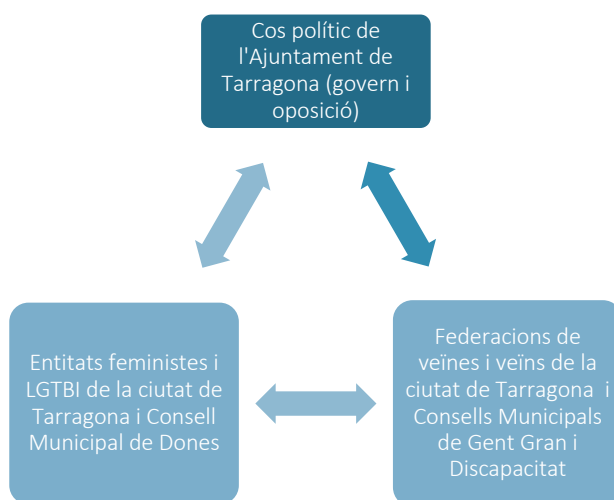 Cos polític de
l'Ajuntament de
Tarragona (govern i
oposició)
Entitats feministes i
LGTBI de la ciutat de
Tarragona i Consell
Municipal de Dones
Federacions de
veïnes i veïns de la
ciutat de Tarragona  i
Consells Municipals
de Gent Gran i
Discapacitat